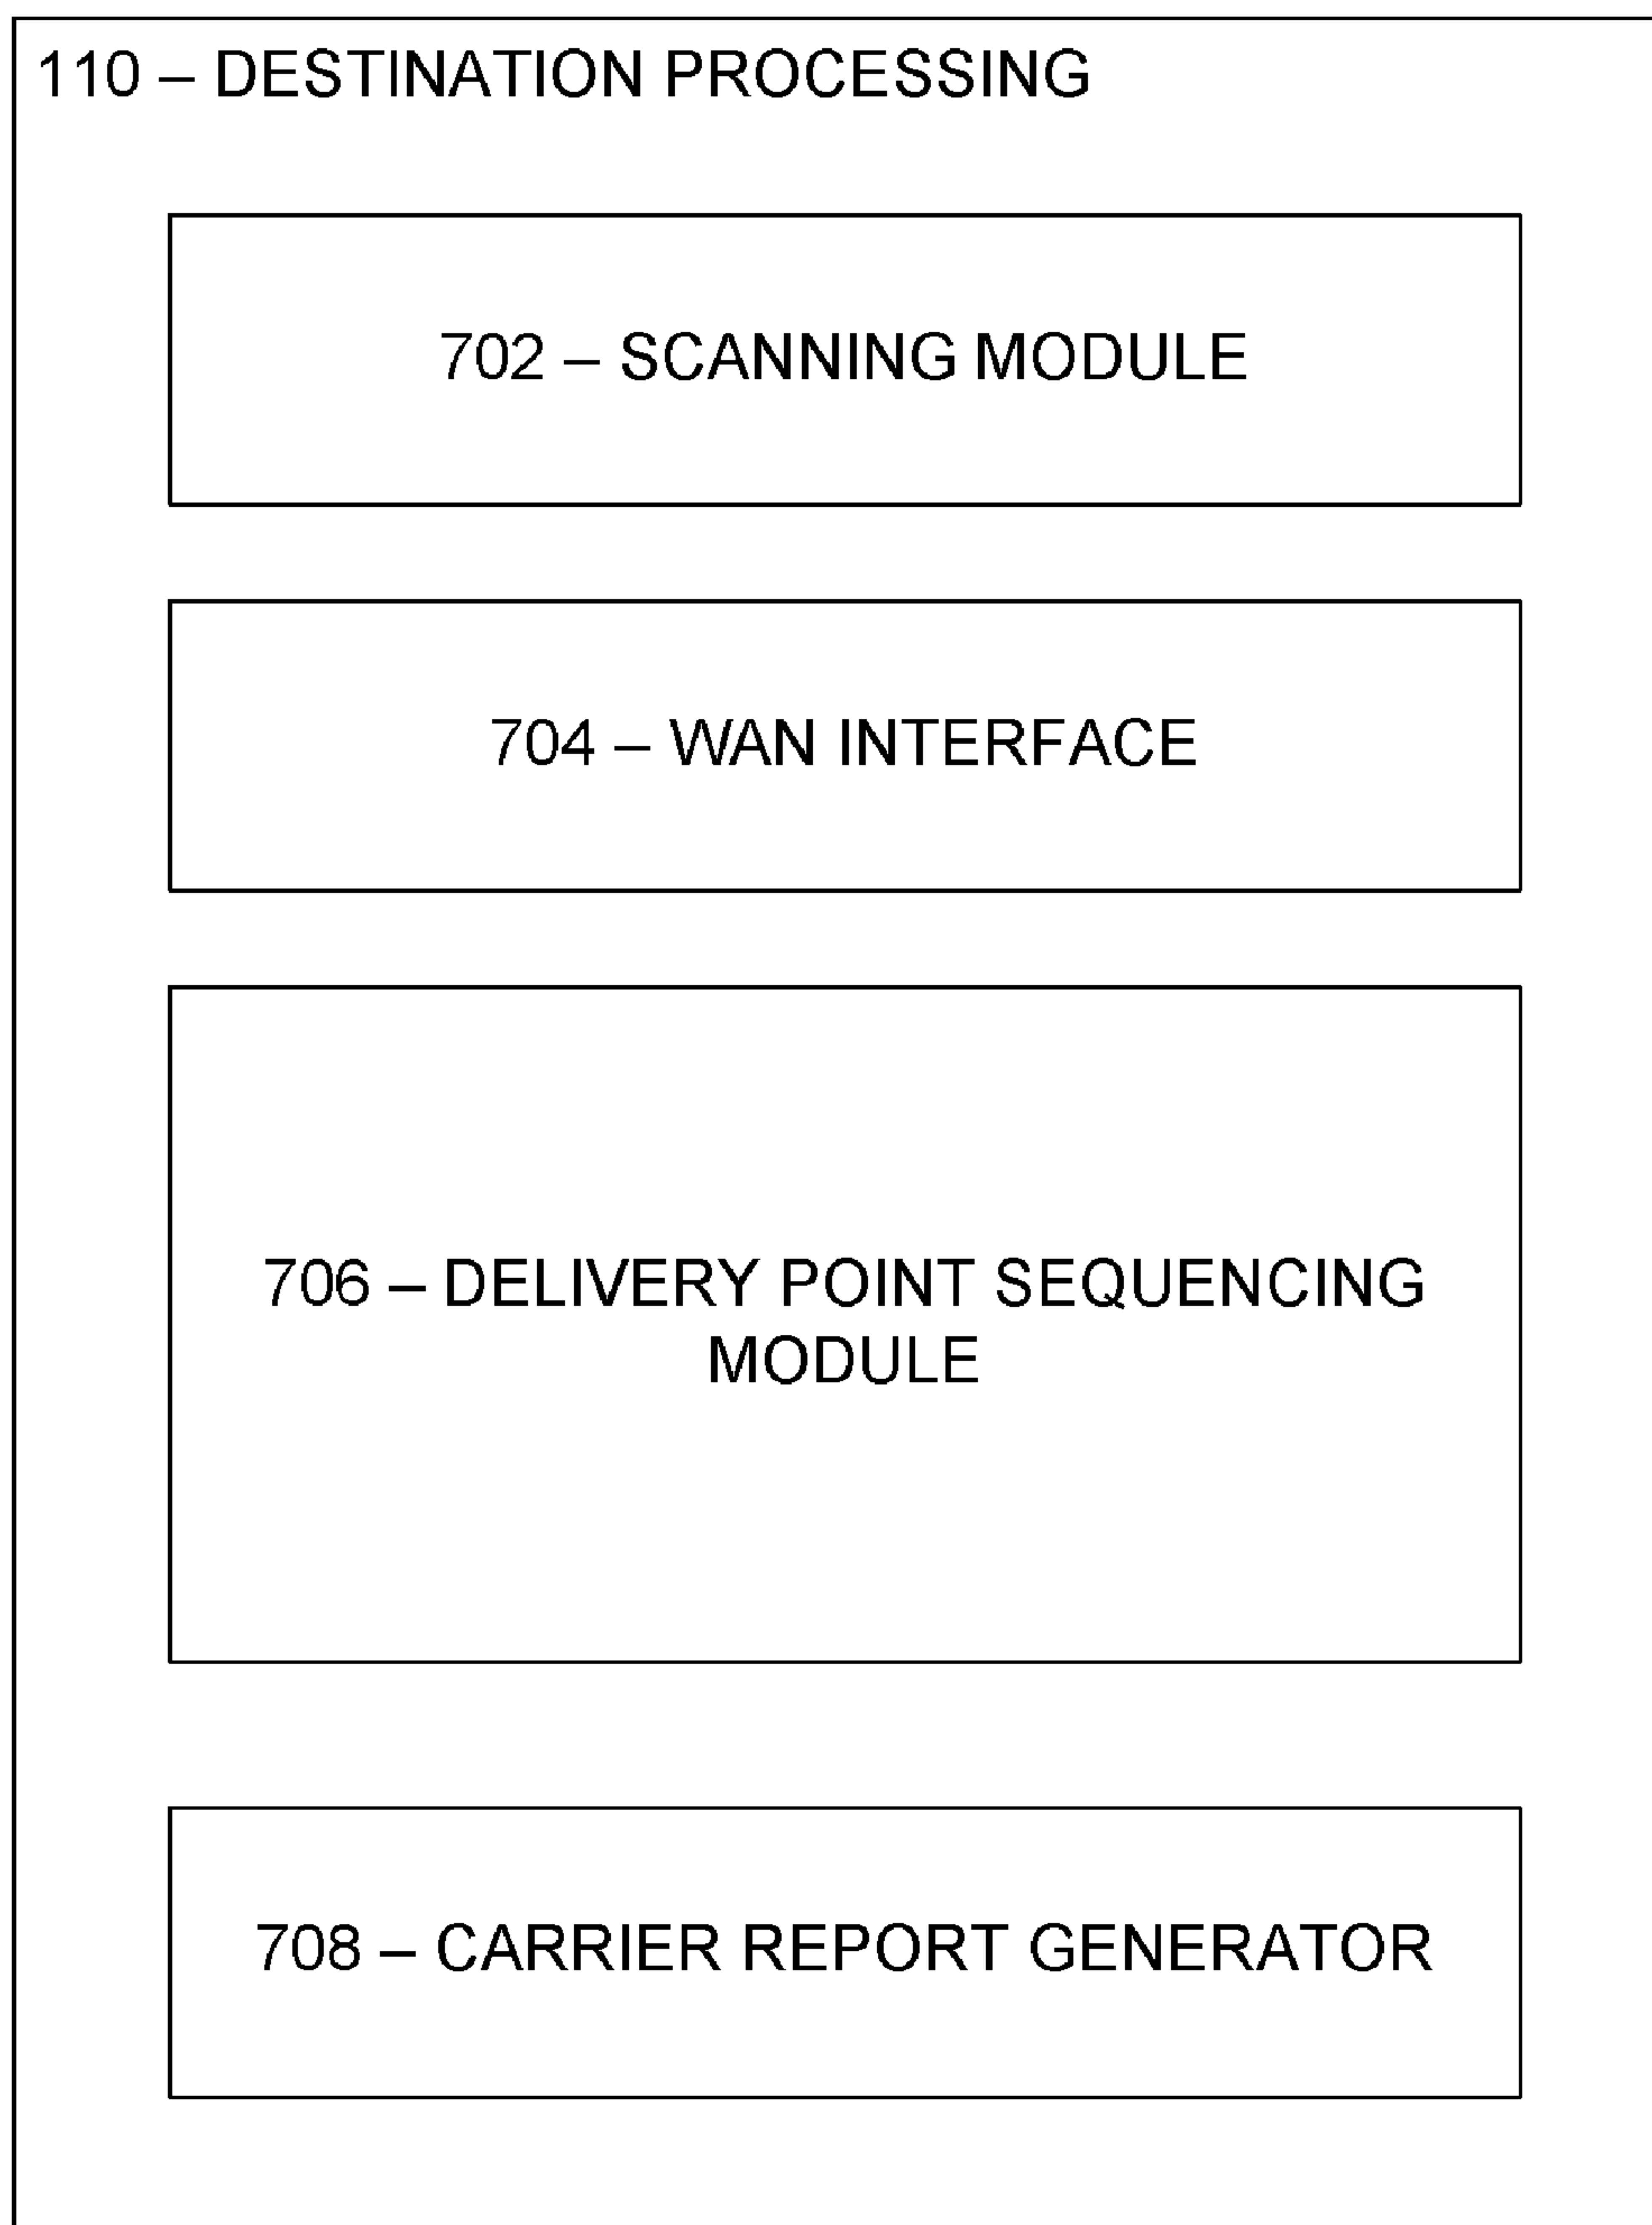 110 – DESTINATION PROCESSING
702 – SCANNING MODULE
704 – WAN INTERFACE
706 – DELIVERY POINT SEQUENCING
MODULE
708 – CARRIER REPORT GENERATOR